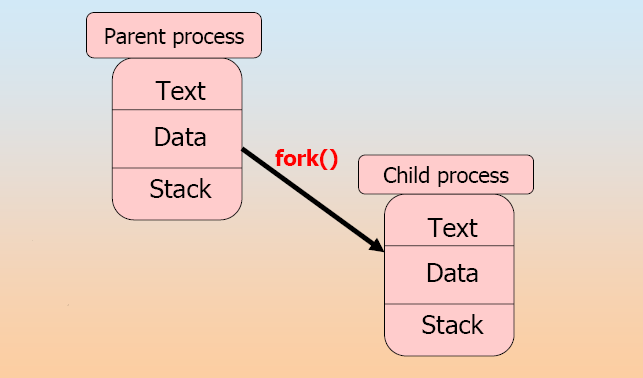 Parent process
Text
Data
Stack
fork()
Child process
Text
Data
Stack